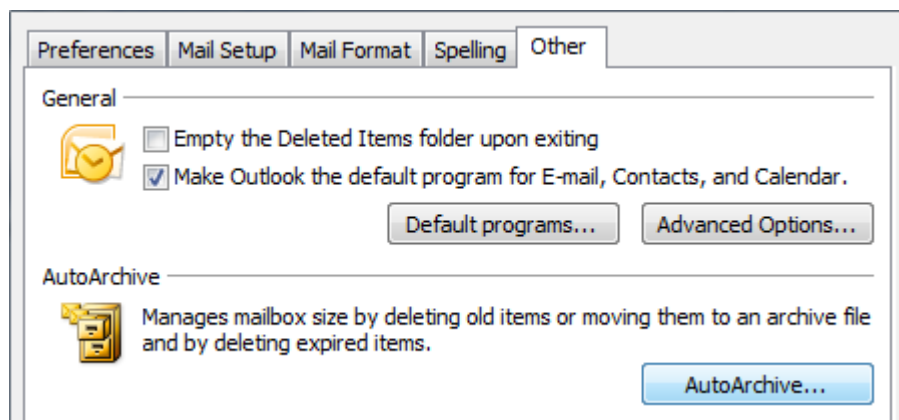 Preferences Mail Setup Mail Format Spelling Other
General
Empty the Deleted Items folder upon exiting
Make Outlook the default program for E-mail, Contacts, and Calendar.
Default programs... Advanced Options...
AutoArchive
Manages mailbox size by deleting old items or moving them to an archive file
and by deleting expired items.
AutoArchive...